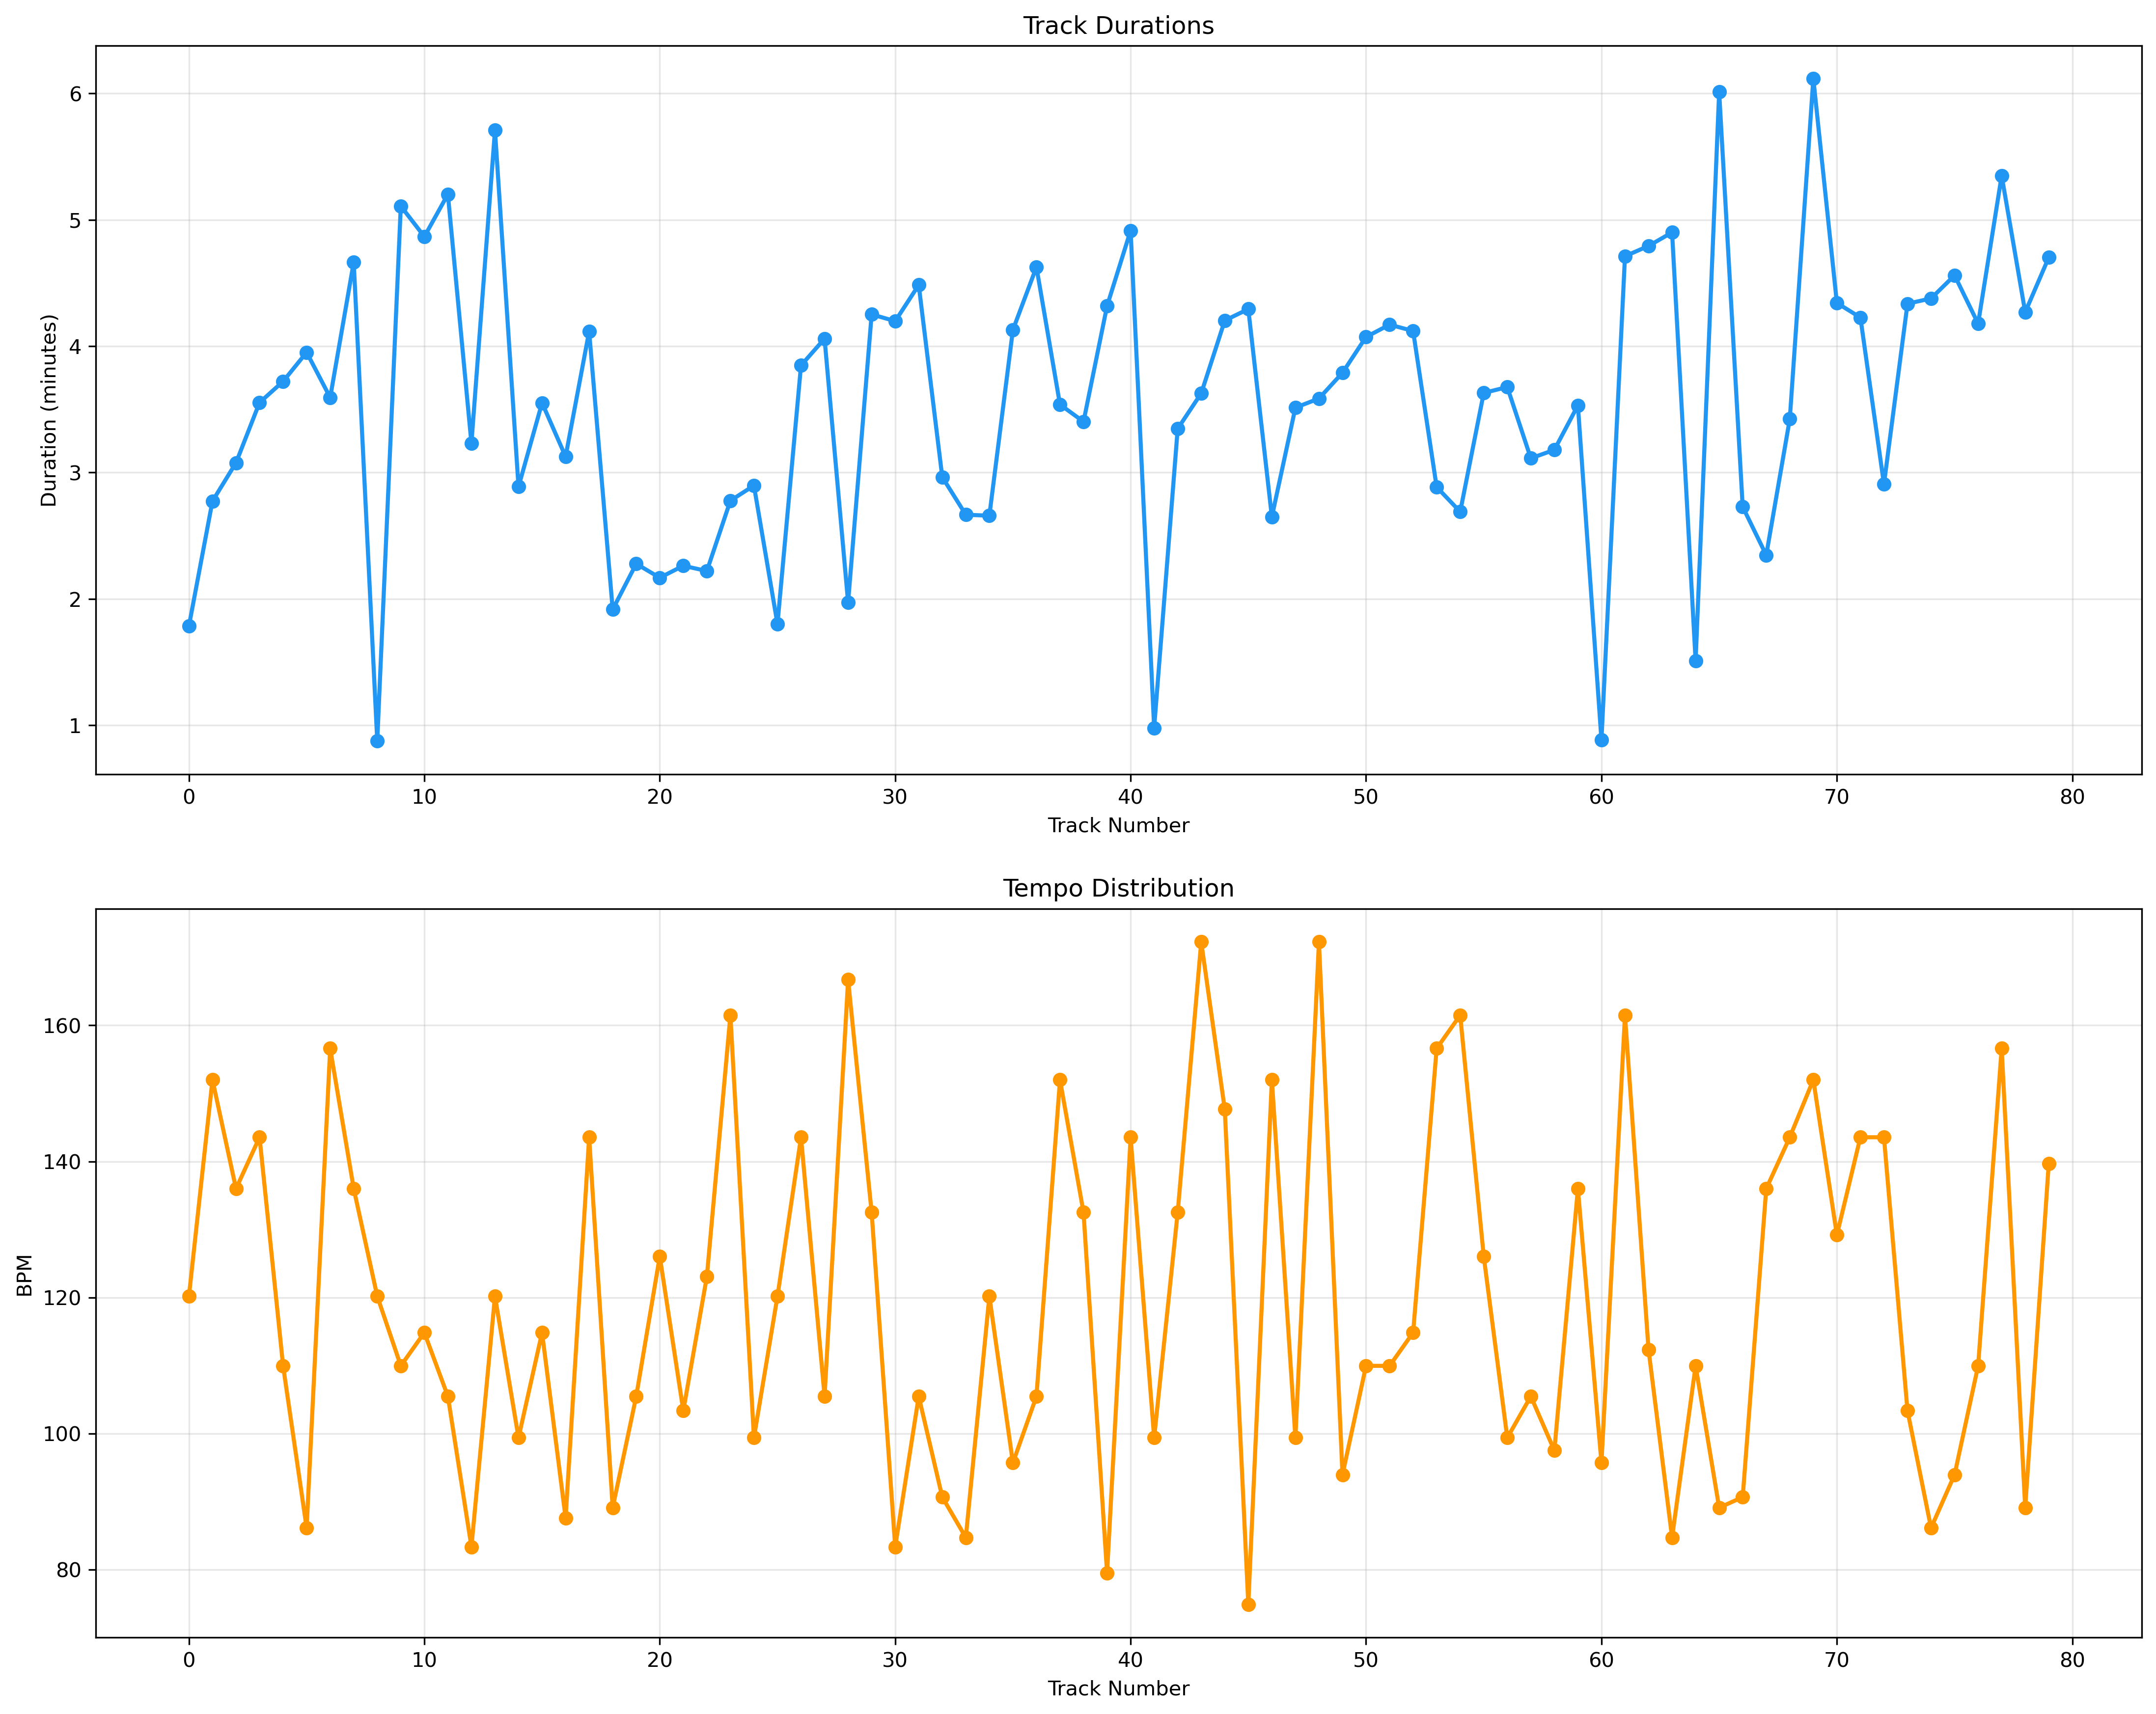 Track Durations
Duration (minutes)
6
5
4
3
2
1
0 10 20 30 40 50 60 70 80
Track Number
Tempo Distribution
BPM
160
140
120
100
80
0 10 20 30 40 50 60 70 80
Track Number